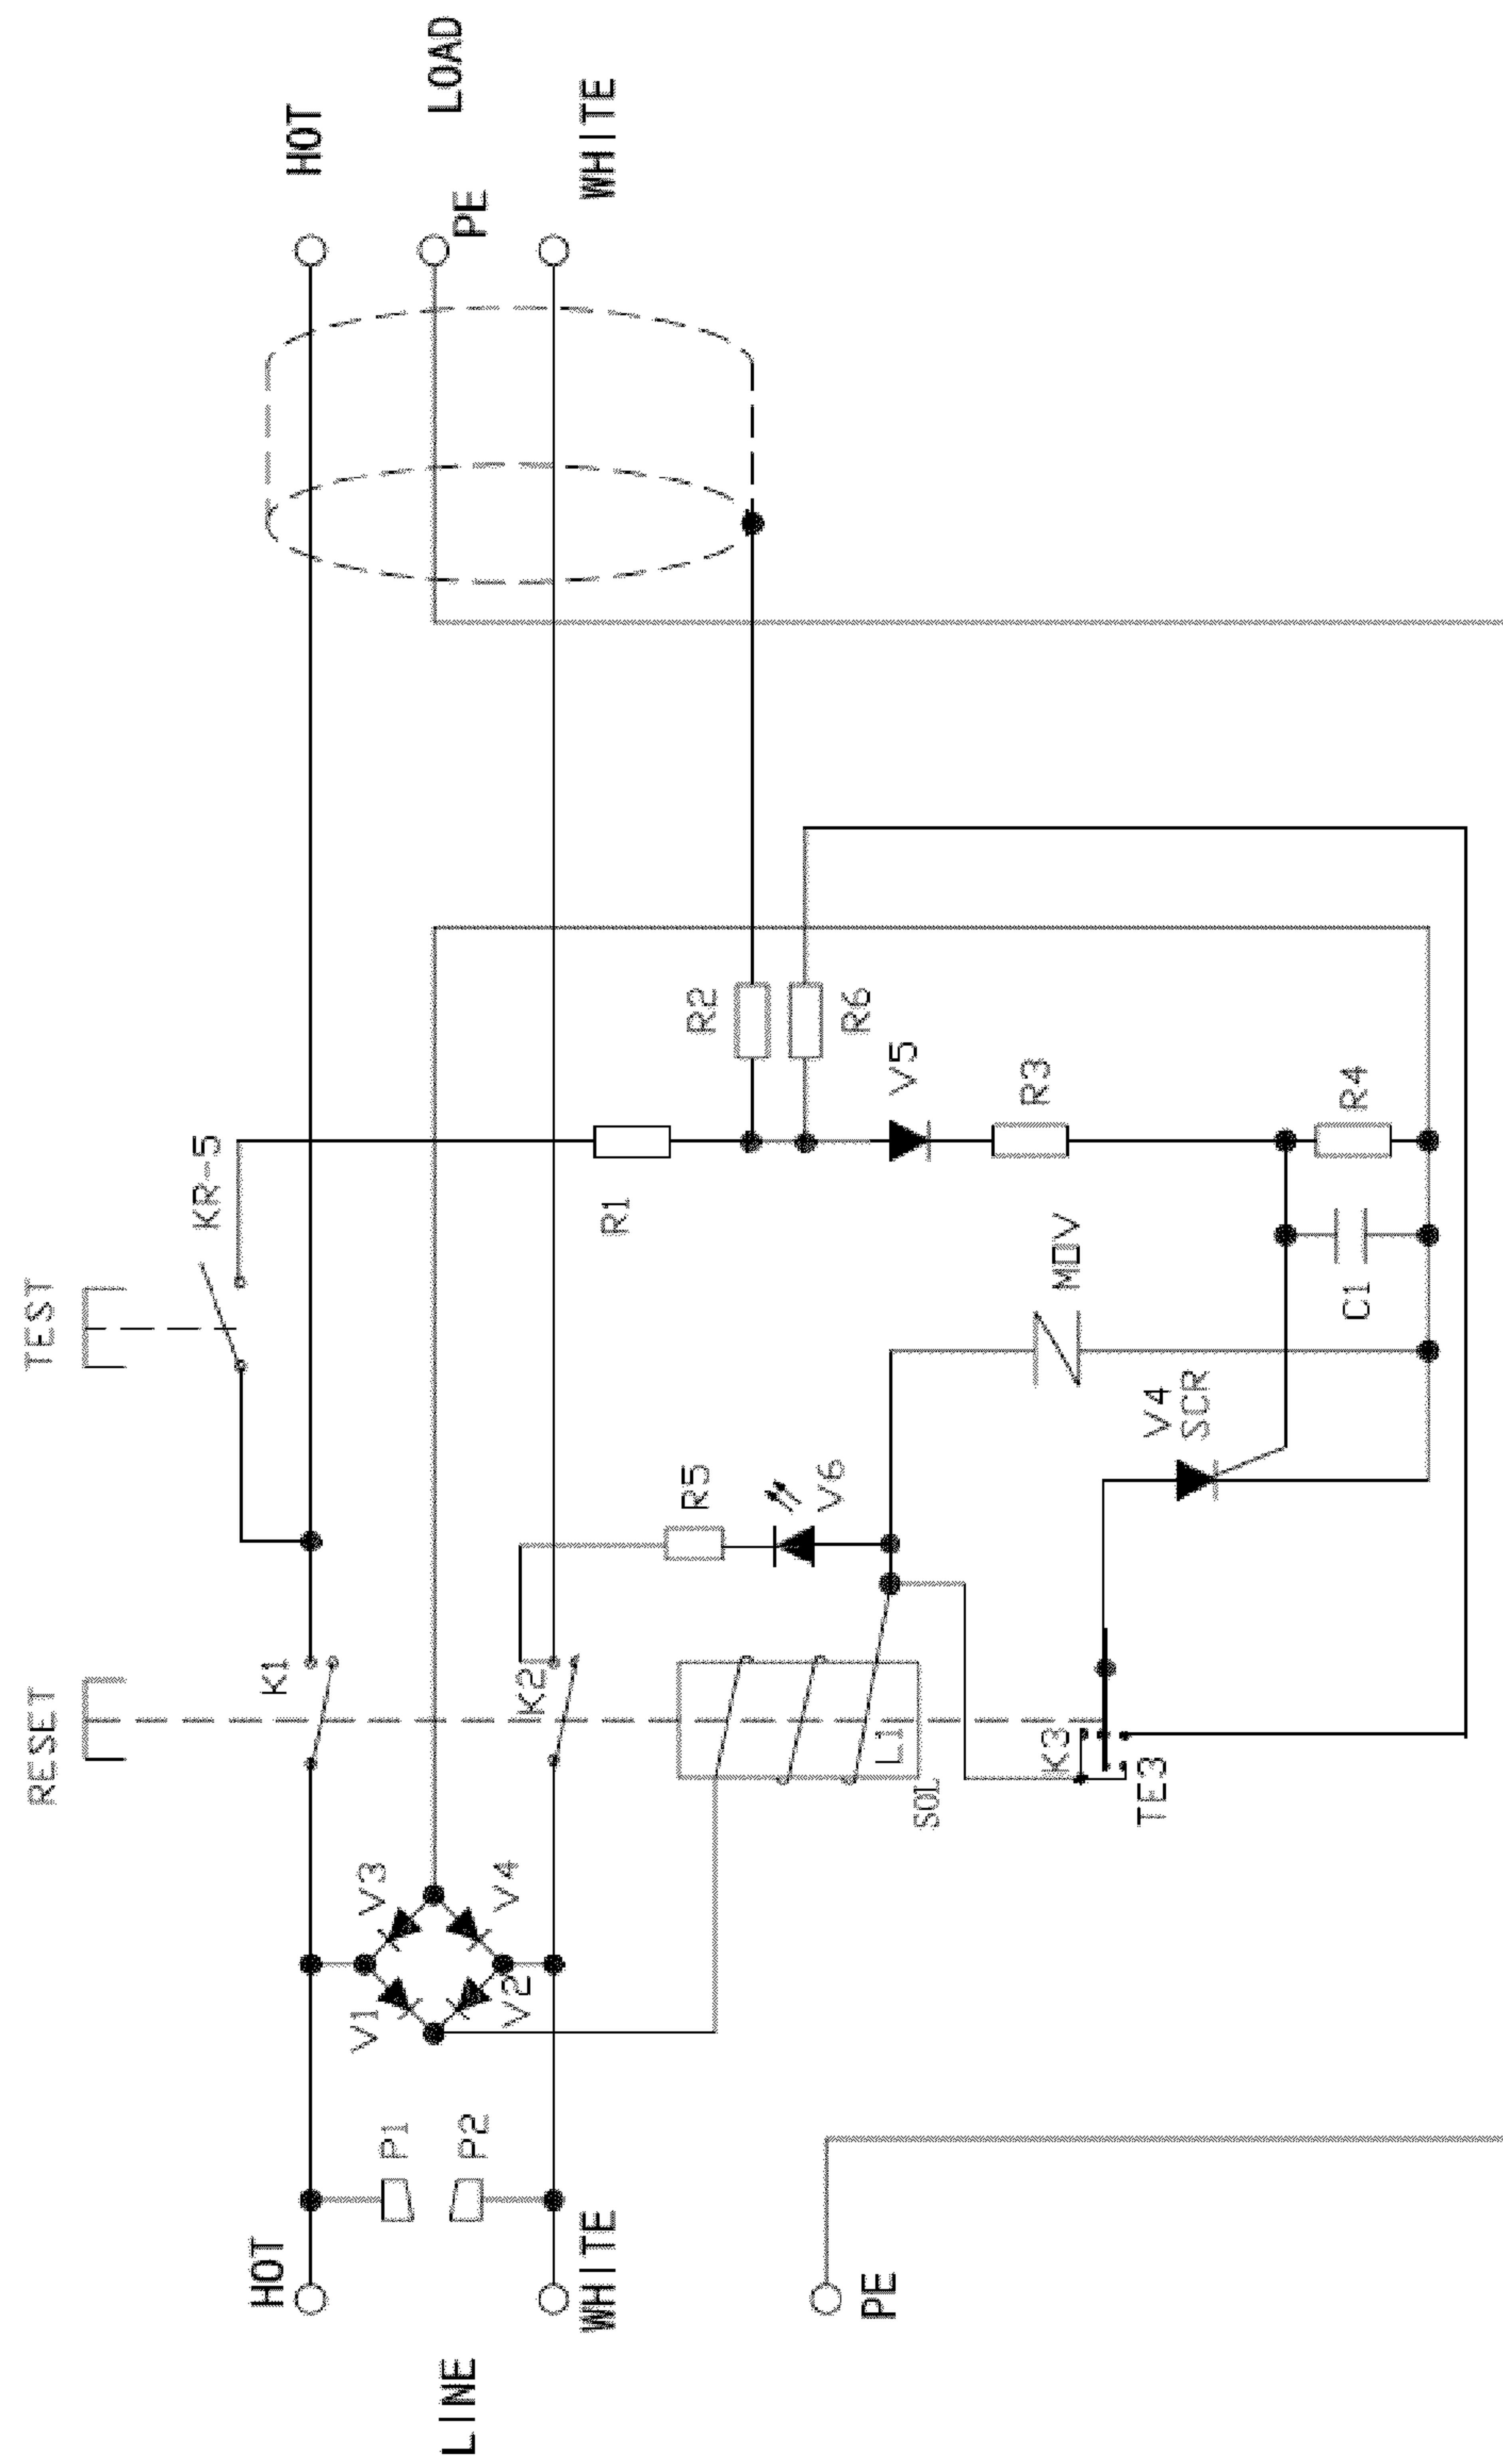 TEST
RESET
KR-5
HOT
LOAD
PE
WHITE
K1
R1
R2
R6
V5
R3
R4
MOV
C1
V4
SCR
R5
V6
K2
L1
SOL
K3
TE3
V3
V4
V1
V2
P1
P2
HOT
WHITE
LINE
PE